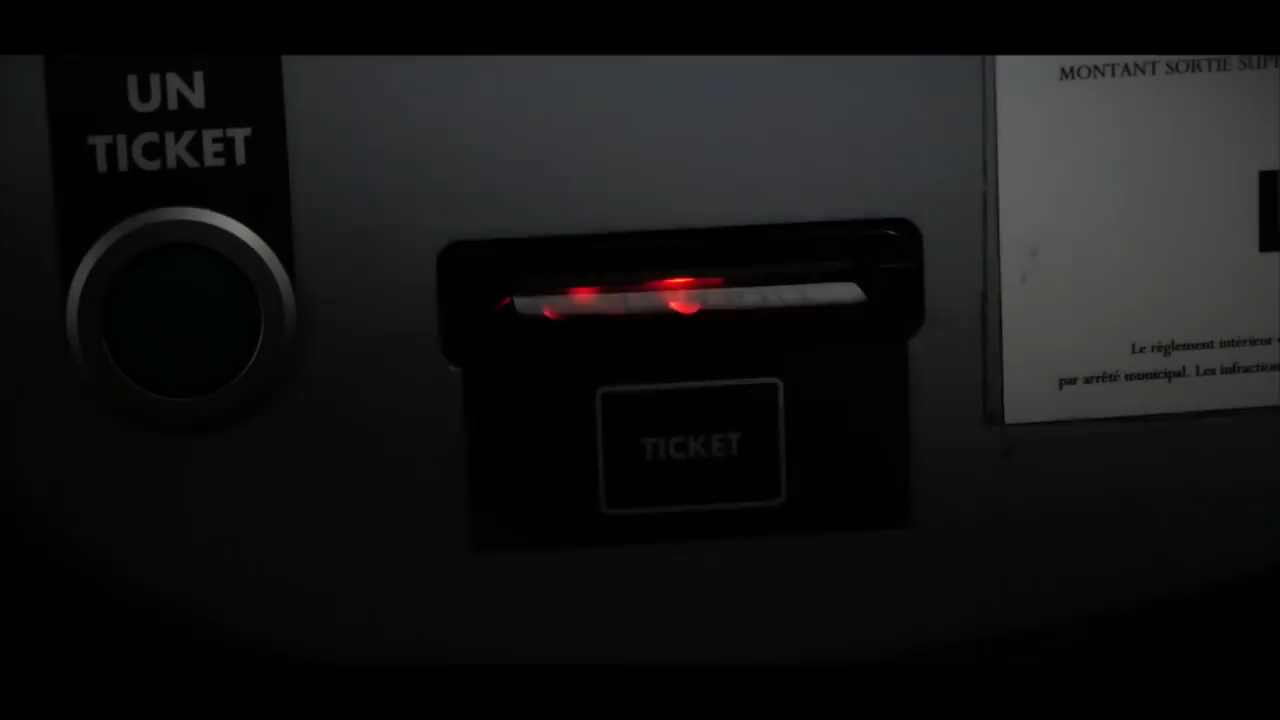 UN
TICKET
MONTANT SORTIE
TICKET
Le règlement intérieur
par arrêté municipal. Les